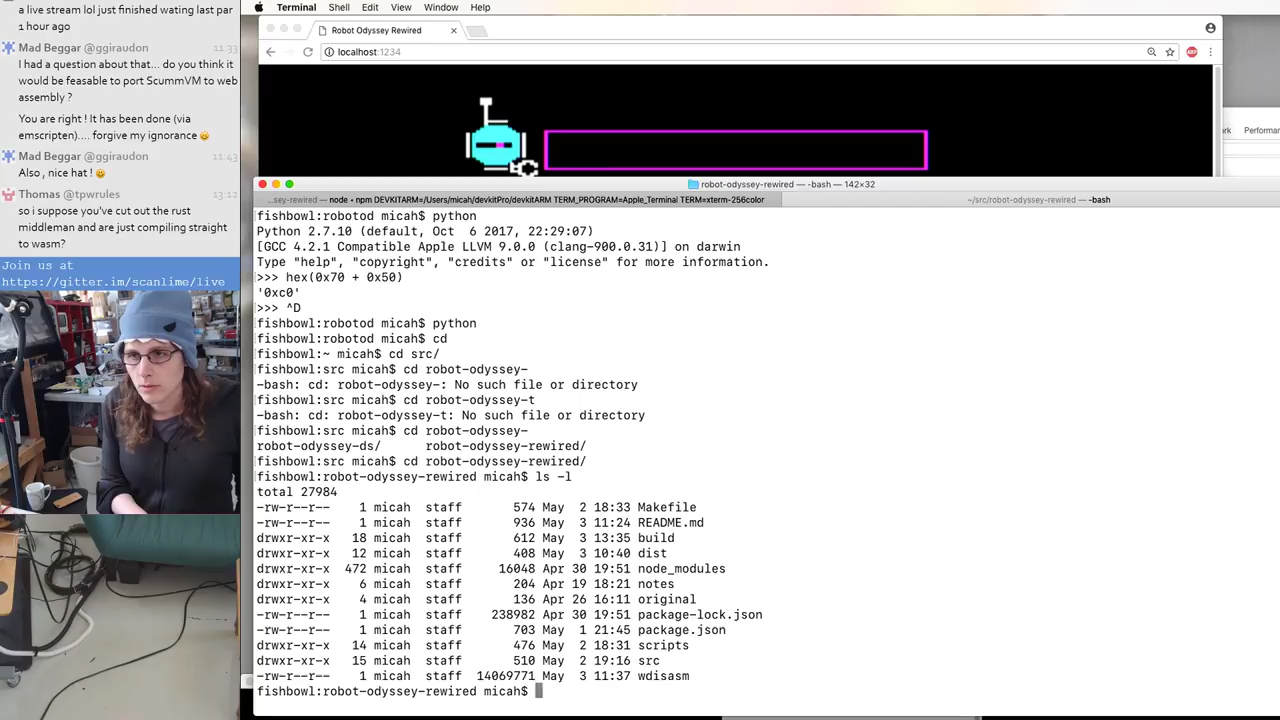 a live stream lol just finished wating last par
1 hour ago
Mad Beggar @ggiraudon 11:33
I had a question about that... do you think it
would be feasable to port ScummVM to web
assembly ?
You are right ! It has been done (via
emscripten).... forgive my ignorance
Mad Beggar @ggiraudon 11:43
Also , nice hat !
Thomas @tpwrules 13:12
so i suppose you've cut out the rust
middleman and are just compiling straight
to wasm?
Join us at
https://gitter.im/scanlime/live
Terminal Shell Edit View Window Help
Robot Odyssey Rewired
localhost:1234
Performa
robot-odyssey-rewired — -bash — 142×32
...sey-rewired — node • npm DEVKITARM=/Users/micah/devkitPro/devkitARM TERM_PROGRAM=Apple_Terminal TERM=xterm-256color
~/src/robot-odyssey-rewired — -bash
fishbowl:robotod micah$ python
Python 2.7.10 (default, Oct  6 2017, 22:29:07)
[GCC 4.2.1 Compatible Apple LLVM 9.0.0 (clang-900.0.31)] on darwin
Type "help", "copyright", "credits" or "license" for more information.
>>> hex(0x70 + 0x50)
'0xc0'
>>> ^D
fishbowl:robotod micah$ python
fishbowl:robotod micah$ cd
fishbowl:~ micah$ cd src/
fishbowl:src micah$ cd robot-odyssey-
-bash: cd: robot-odyssey-: No such file or directory
fishbowl:src micah$ cd robot-odyssey-t
-bash: cd: robot-odyssey-t: No such file or directory
fishbowl:src micah$ cd robot-odyssey-
robot-odyssey-ds/      robot-odyssey-rewired/
fishbowl:src micah$ cd robot-odyssey-rewired/
fishbowl:robot-odyssey-rewired micah$ ls -l
total 27984
-rw-r--r--    1 micah  staff       574 May  2 18:33 Makefile
-rw-r--r--    1 micah  staff       936 May  3 11:24 README.md
drwxr-xr-x   18 micah  staff       612 May  3 13:35 build
drwxr-xr-x   12 micah  staff       408 May  3 10:40 dist
drwxr-xr-x  472 micah  staff     16048 Apr 30 19:51 node_modules
drwxr-xr-x    6 micah  staff       204 Apr 19 18:21 notes
drwxr-xr-x    4 micah  staff       136 Apr 26 16:11 original
-rw-r--r--    1 micah  staff    238982 Apr 30 19:51 package-lock.json
-rw-r--r--    1 micah  staff       703 May  1 21:45 package.json
drwxr-xr-x   14 micah  staff       476 May  2 18:31 scripts
drwxr-xr-x   15 micah  staff       510 May  2 19:16 src
-rw-r--r--    1 micah  staff  14069771 May  3 11:37 wdisasm
fishbowl:robot-odyssey-rewired micah$